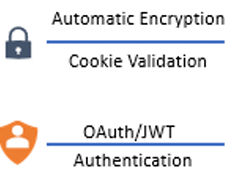 Automatic Encryption
Cookie Validation
OAuth/JWT
Authentication